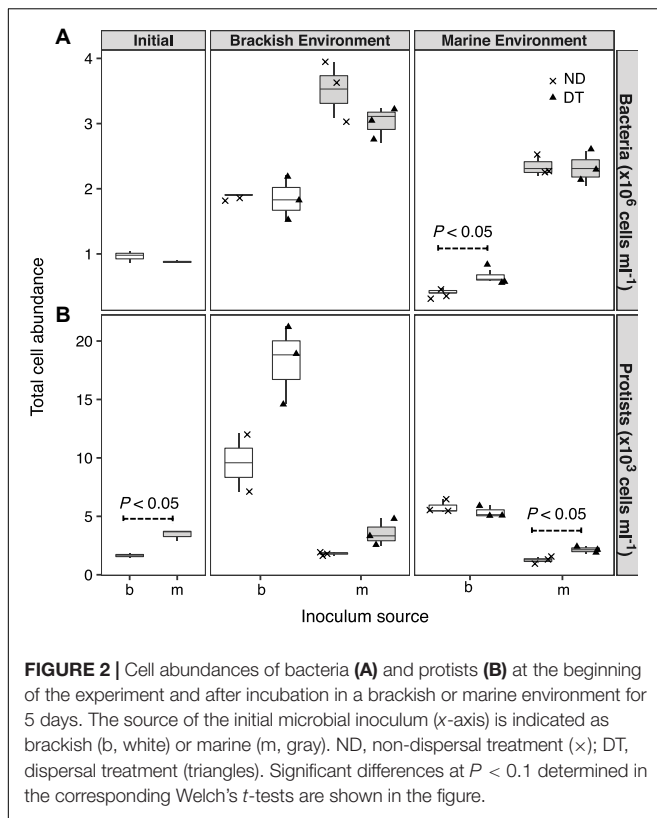 A
Initial
Brackish Environment
Marine Environment
× ND
▲ DT
4
3
2
1
P < 0.05
Bacteria (x10⁶ cells ml⁻¹)
Total cell abundance
B
20
15
10
5
0
P < 0.05
P < 0.05
Protists (x10³ cells ml⁻¹)
b m b m b m
Inoculum source
FIGURE 2 | Cell abundances of bacteria (A) and protists (B) at the beginning
of the experiment and after incubation in a brackish or marine environment for
5 days. The source of the initial microbial inoculum (x-axis) is indicated as
brackish (b, white) or marine (m, gray). ND, non-dispersal treatment (×); DT,
dispersal treatment (triangles). Significant differences at P < 0.1 determined in
the corresponding Welch's t-tests are shown in the figure.